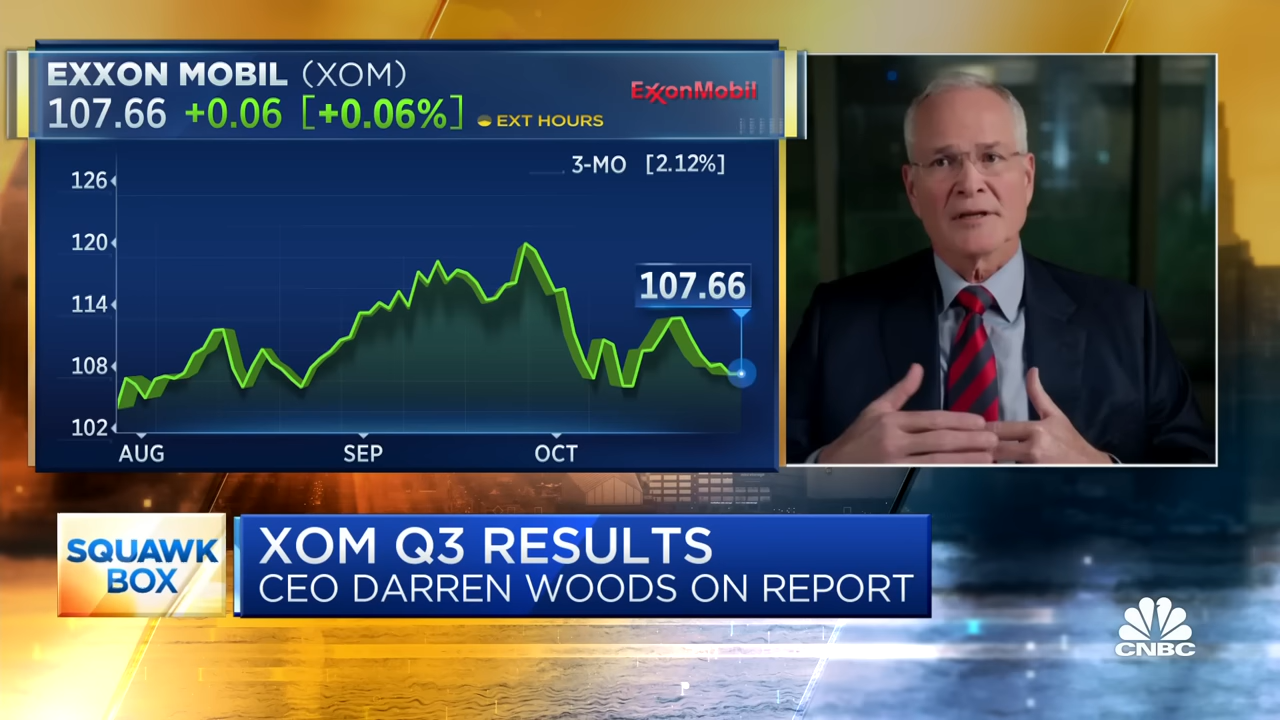 EXXON MOBIL (XOM)
107.66 +0.06 [+0.06%] EXT HOURS
ExxonMobil
3-MO [2.12%]
126
120
114
108
102
107.66
AUG SEP OCT
SQUAWK
BOX
XOM Q3 RESULTS
CEO DARREN WOODS ON REPORT
CNBC